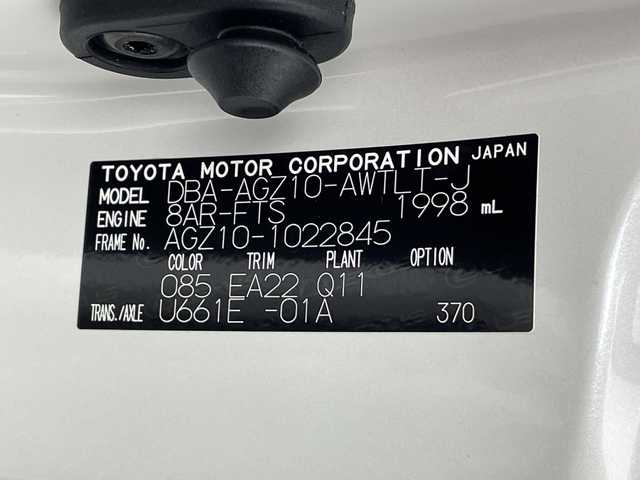 TOYOTA MOTOR CORPORATION JAPAN
MODEL DBA-AGZ10-AWTLT-J
ENGINE 8AR-FTS 1998 mL
FRAME No. AGZ10-1022845
COLOR TRIM PLANT OPTION
085 EA22 Q11
TRANS./AXLE U661E -01A 370